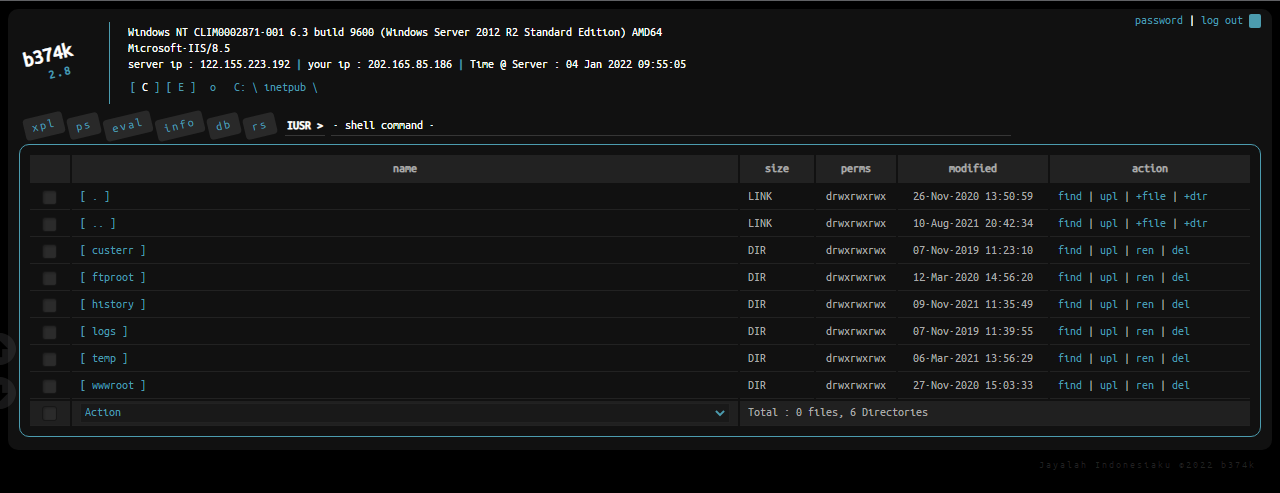 password | log out
b374k
2.8
Windows NT CLIM0002871-001 6.3 build 9600 (Windows Server 2012 R2 Standard Edition) AMD64
Microsoft-IIS/8.5
server ip : 122.155.223.192 | your ip : 202.165.85.186 | Time @ Server : 04 Jan 2022 09:55:05
[ C ] [ E ] o C: \ inetpub \
xpl ps eval info db rs IUSR > - shell command -
name size perms modified action
[ . ] LINK drwxrwxrwx 26-Nov-2020 13:50:59 find | upl | +file | +dir
[ .. ] LINK drwxrwxrwx 10-Aug-2021 20:42:34 find | upl | +file | +dir
[ custerr ] DIR drwxrwxrwx 07-Nov-2019 11:23:10 find | upl | ren | del
[ ftproot ] DIR drwxrwxrwx 12-Mar-2020 14:56:20 find | upl | ren | del
[ history ] DIR drwxrwxrwx 09-Nov-2021 11:35:49 find | upl | ren | del
[ logs ] DIR drwxrwxrwx 07-Nov-2019 11:39:55 find | upl | ren | del
[ temp ] DIR drwxrwxrwx 06-Mar-2021 13:56:29 find | upl | ren | del
[ wwwroot ] DIR drwxrwxrwx 27-Nov-2020 15:03:33 find | upl | ren | del
Action Total : 0 files, 6 Directories
Jayalah Indonesiaku ©2022 b374k